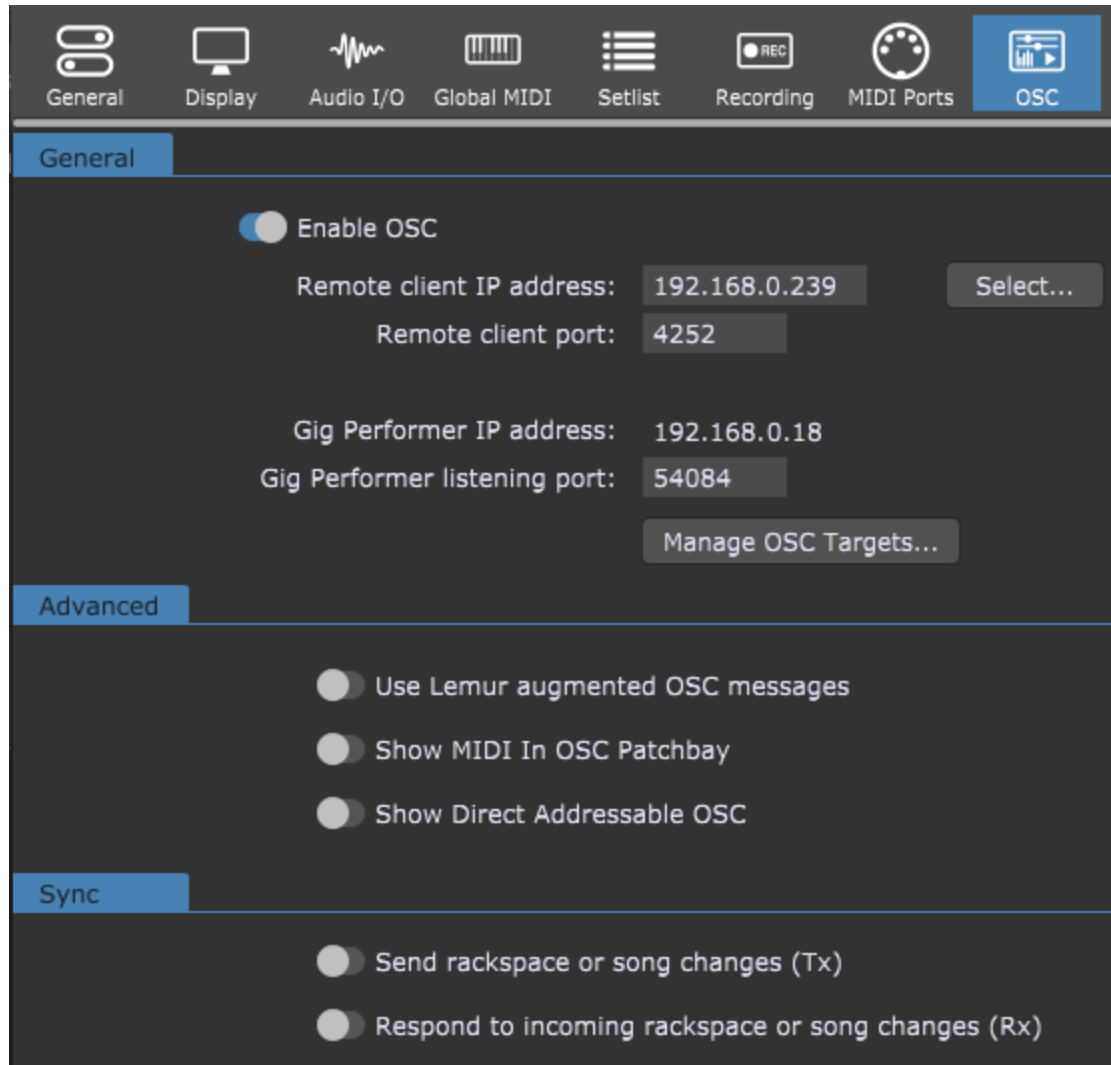 General Display Audio I/O Global MIDI Setlist REC Recording MIDI Ports OSC
General
Enable OSC
Remote client IP address: 192.168.0.239 Select...
Remote client port: 4252
Gig Performer IP address: 192.168.0.18
Gig Performer listening port: 54084
Manage OSC Targets...
Advanced
Use Lemur augmented OSC messages
Show MIDI In OSC Patchbay
Show Direct Addressable OSC
Sync
Send rackspace or song changes (Tx)
Respond to incoming rackspace or song changes (Rx)